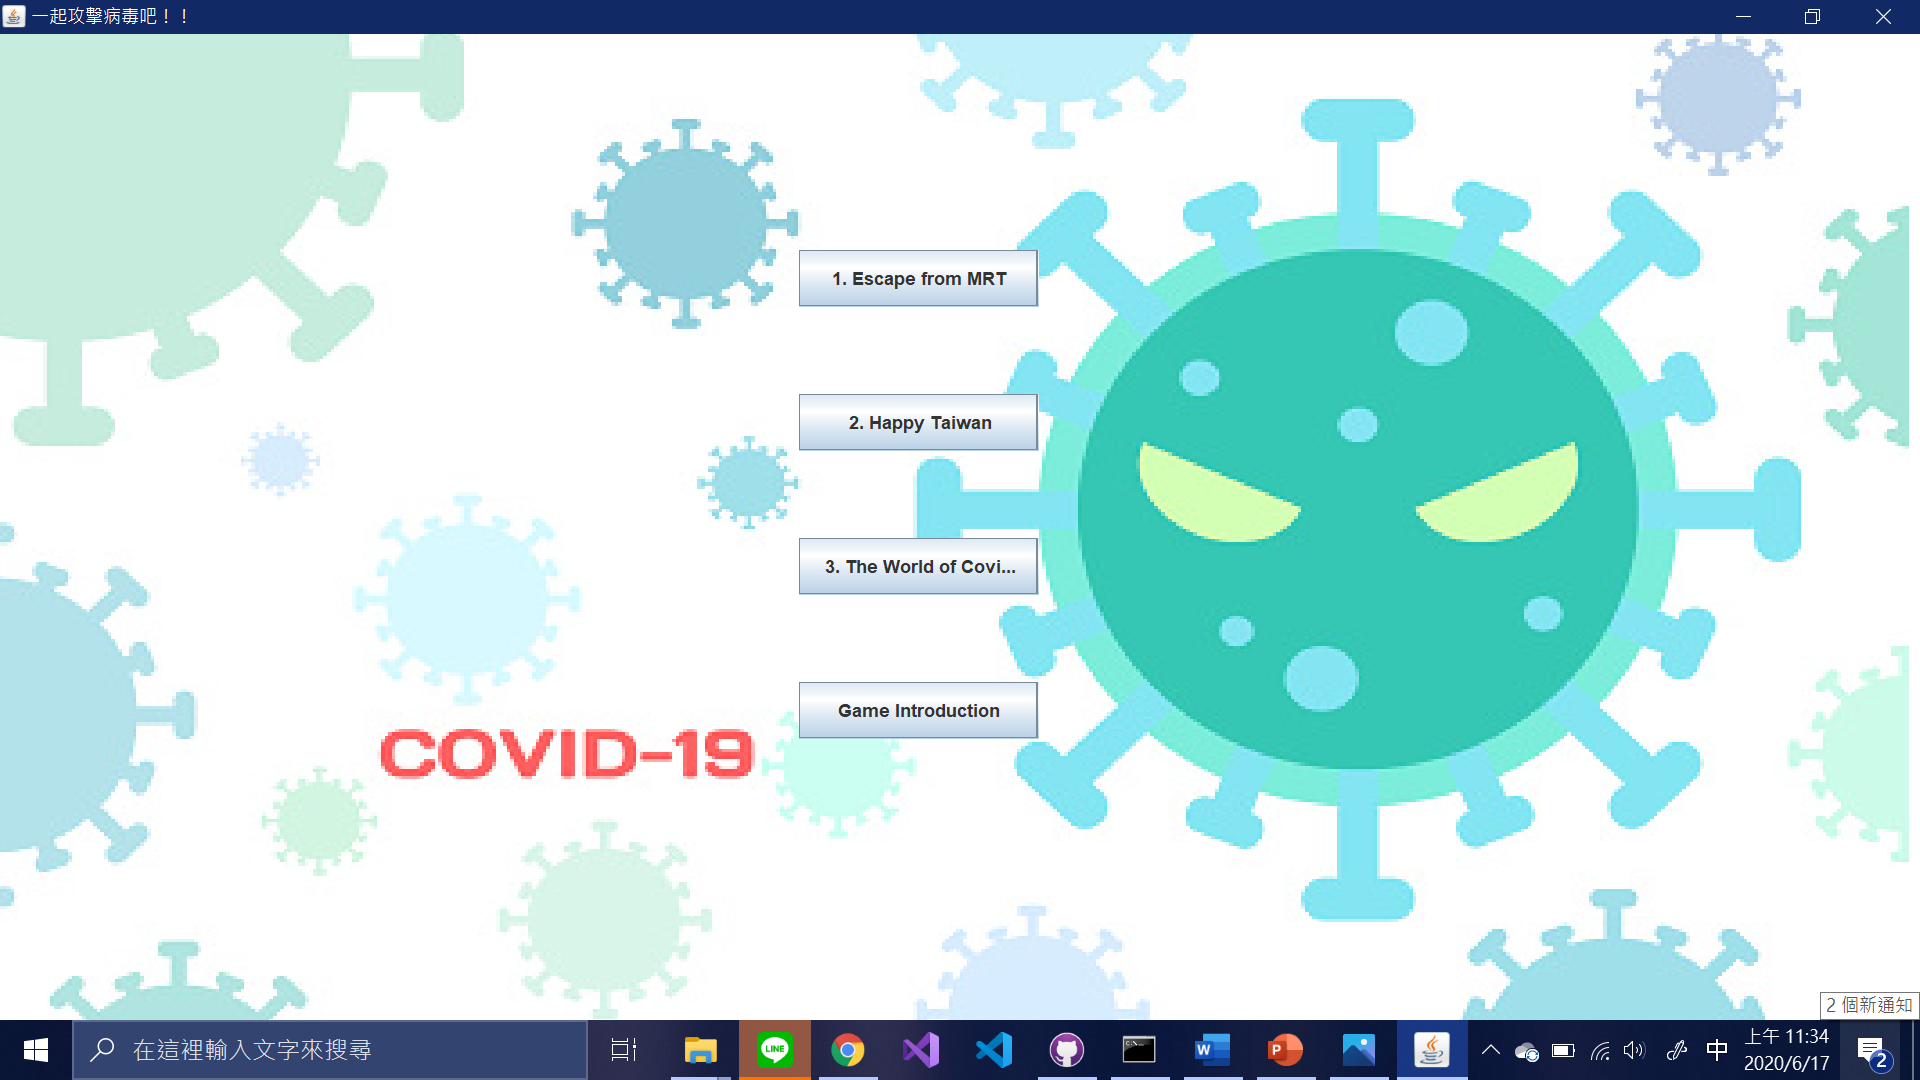 一起攻擊病毒吧！！
1. Escape from MRT
2. Happy Taiwan
3. The World of Covi...
Game Introduction
COVID-19
2 個新通知
在這裡輸入文字來搜尋
LINE
C:\...
W
P
中
上午 11:34
2020/6/17
2